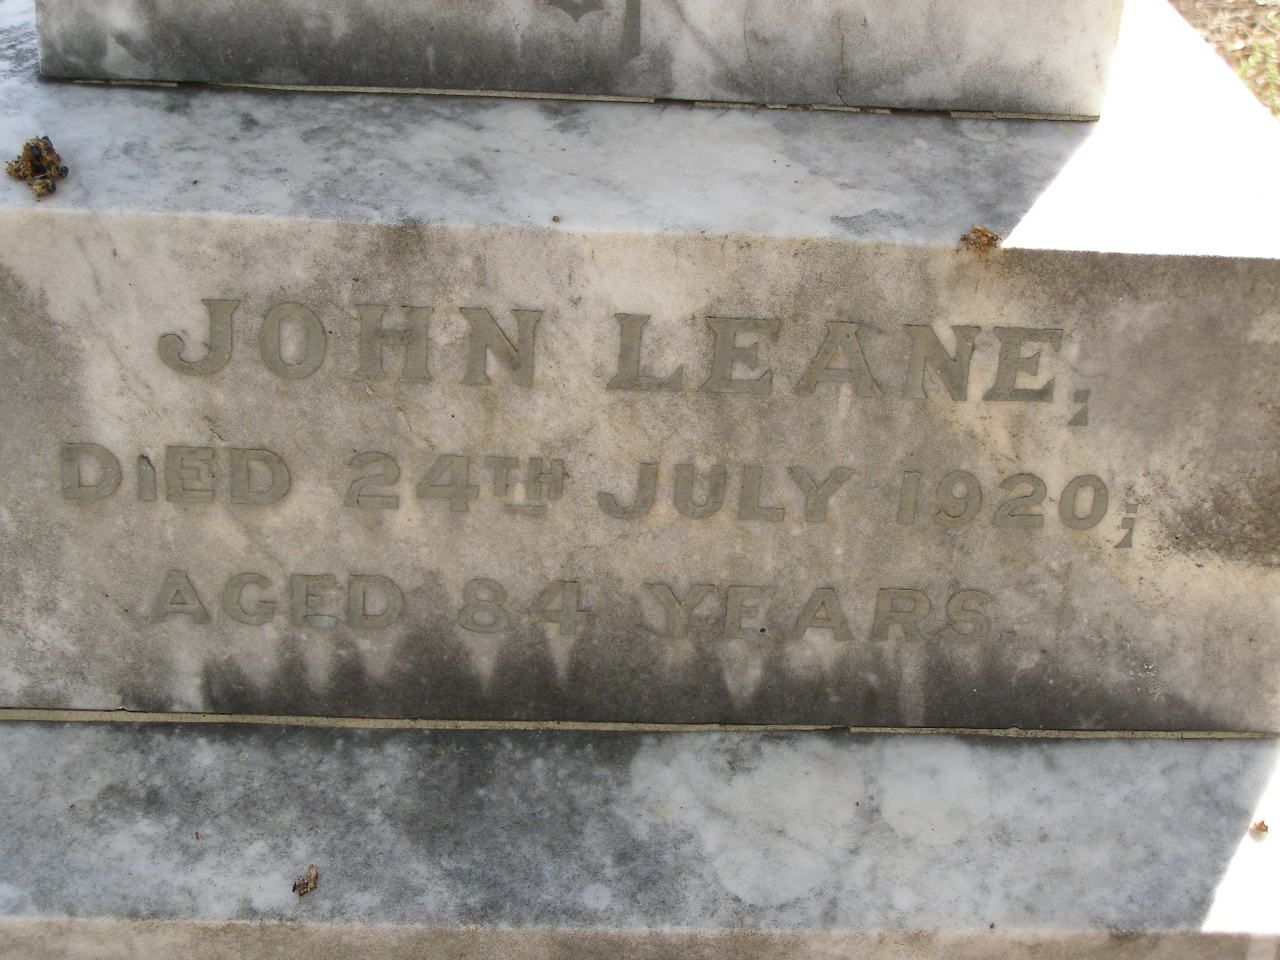 JOHN LEANE;
DIED 24TH JULY 1920;
AGED 84 YEARS.